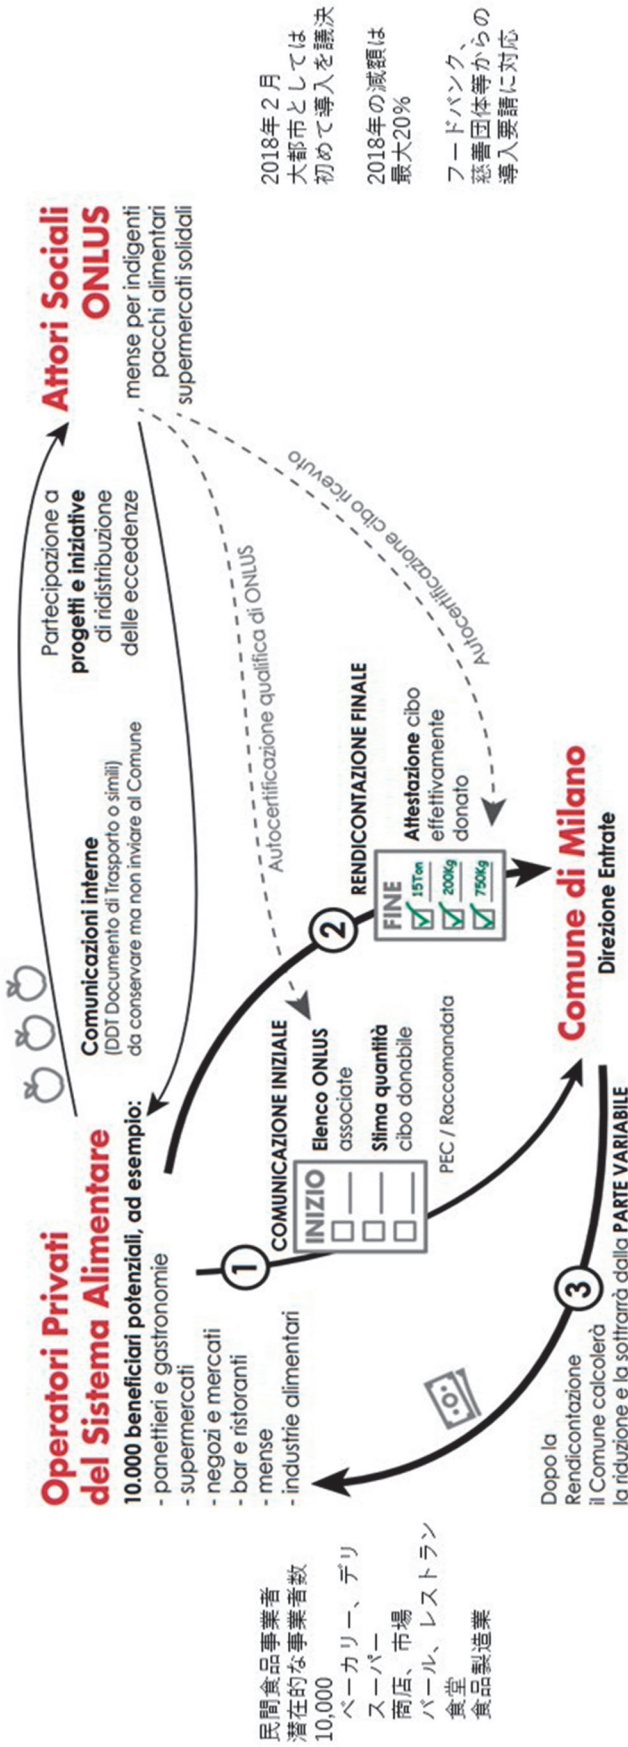 民間食品事業者
潜在的な事業者数
10,000
ベーカリー、デリ
スーパー
商店、市場
バール、レストラン
食堂
食品製造業
Operatori Privati
del Sistema Alimentare
10.000 beneficiari potenziali, ad esempio:
- panettieri e gastronomie
- supermercati
- negozi e mercati
- bar e ristoranti
- mense
- industrie alimentari
Comunicazioni interne
(DDT Documento di Trasporto o simili)
da conservare ma non inviare al Comune
Partecipazione a
progetti e iniziative
di ridistribuzione
delle eccedenze
Attori Sociali
ONLUS
mense per indigenti
pacchi alimentari
supermercati solidali
Autocertificazione qualifica di ONLUS
Autocertificazione cibo ricevuto
1
COMUNICAZIONE INIZIALE
INIZIO
Elenco ONLUS
associate
Stima quantità
cibo donabile
PEC / Raccomandata
2
RENDICONTAZIONE FINALE
FINE
15Ton
200Kg
750Kg
Attestazione cibo
effettivamente
donato
Comune di Milano
Direzione Entrate
3
Dopo la
Rendicontazione
il Comune calcolerà
la riduzione e la sottrarrà dalla PARTE VARIABILE
2018年2月
大都市としては
初めて導入を議決
2018年の減額は
最大20%
フードバンク、
慈善団体等からの
導入要請に対応